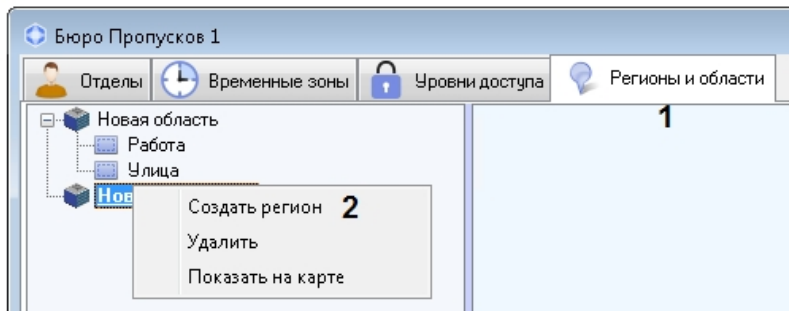 Бюро Пропусков 1
Отделы Временные зоны Уровни доступа Регионы и области
1
Новая область
Работа
Улица
Нов
Создать регион 2
Удалить
Показать на карте